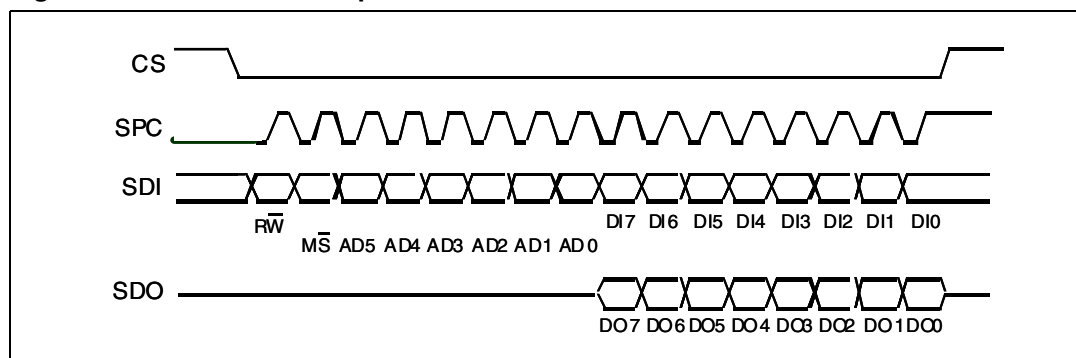 CS
SPC
SDI
RW̅
DI7 DI6 DI5 DI4 DI3 DI2 DI1 DI0
MS̅ AD5 AD4 AD3 AD2 AD1 AD0
SDO
DO7 DO6 DO5 DO4 DO3 DO2 DO1 DO0